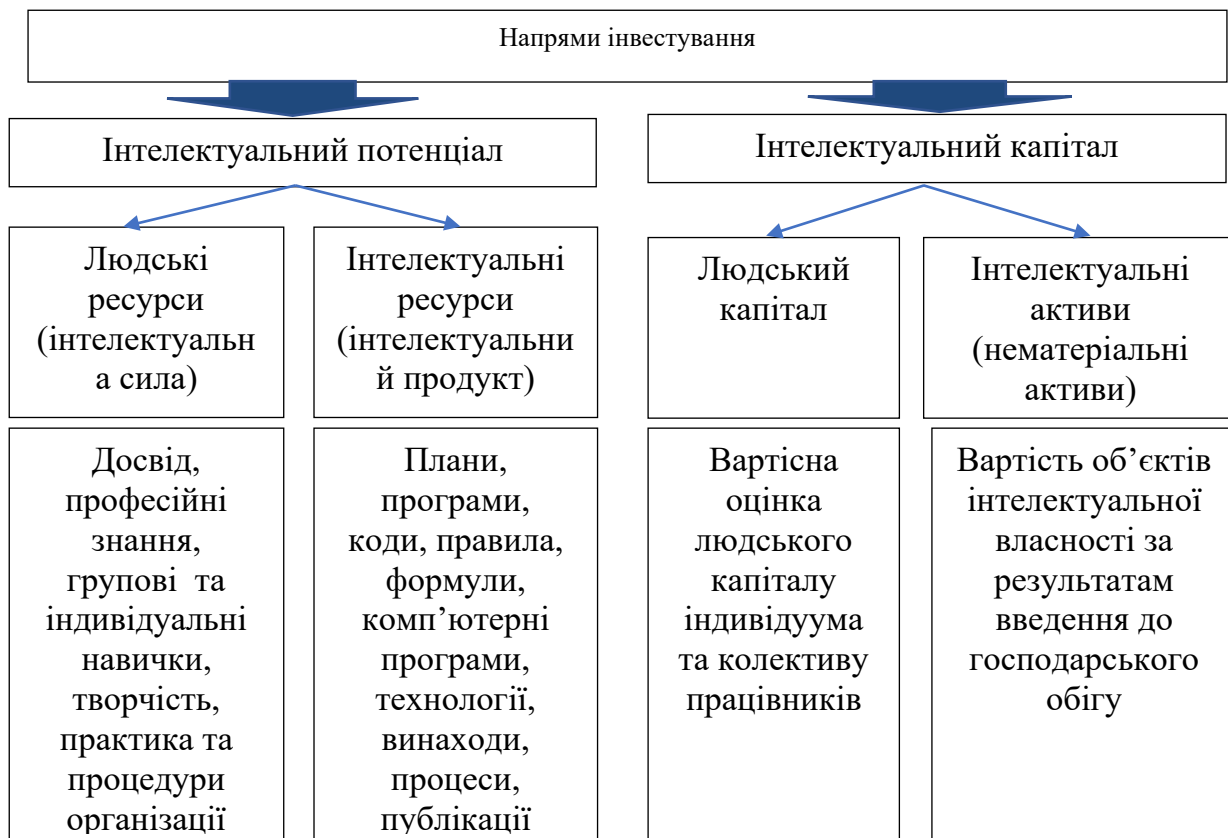 Напрями інвестування
Інтелектуальний потенціал
Інтелектуальний капітал
Людські
ресурси
(інтелектуальн
а сила)
Інтелектуальні
ресурси
(інтелектуальни
й продукт)
Людський
капітал
Інтелектуальні
активи
(нематеріальні
активи)
Досвід,
професійні
знання,
групові та
індивідуальні
навички,
творчість,
практика та
процедури
організації
Плани,
програми,
коди, правила,
формули,
комп’ютерні
програми,
технології,
винаходи,
процеси,
публікації
Вартісна
оцінка
людського
капіталу
індивідуума
та колективу
працівників
Вартість об’єктів
інтелектуальної
власності за
результатам
введення до
господарського
обігу